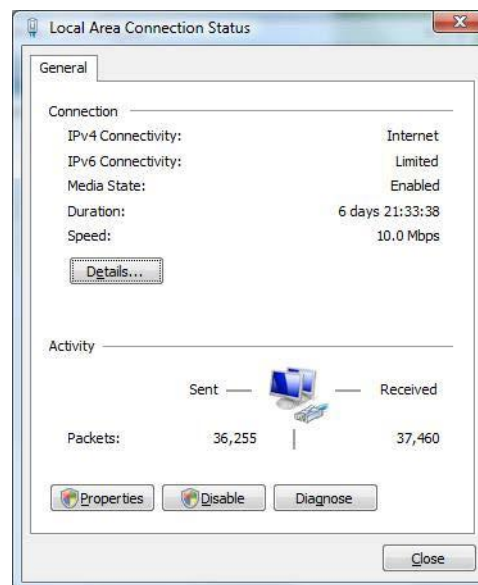 Local Area Connection Status
General
Connection
IPv4 Connectivity: Internet
IPv6 Connectivity: Limited
Media State: Enabled
Duration: 6 days 21:33:38
Speed: 10.0 Mbps
Details...
Activity
Sent Received
Packets: 36,255 37,460
Properties Disable Diagnose
Close